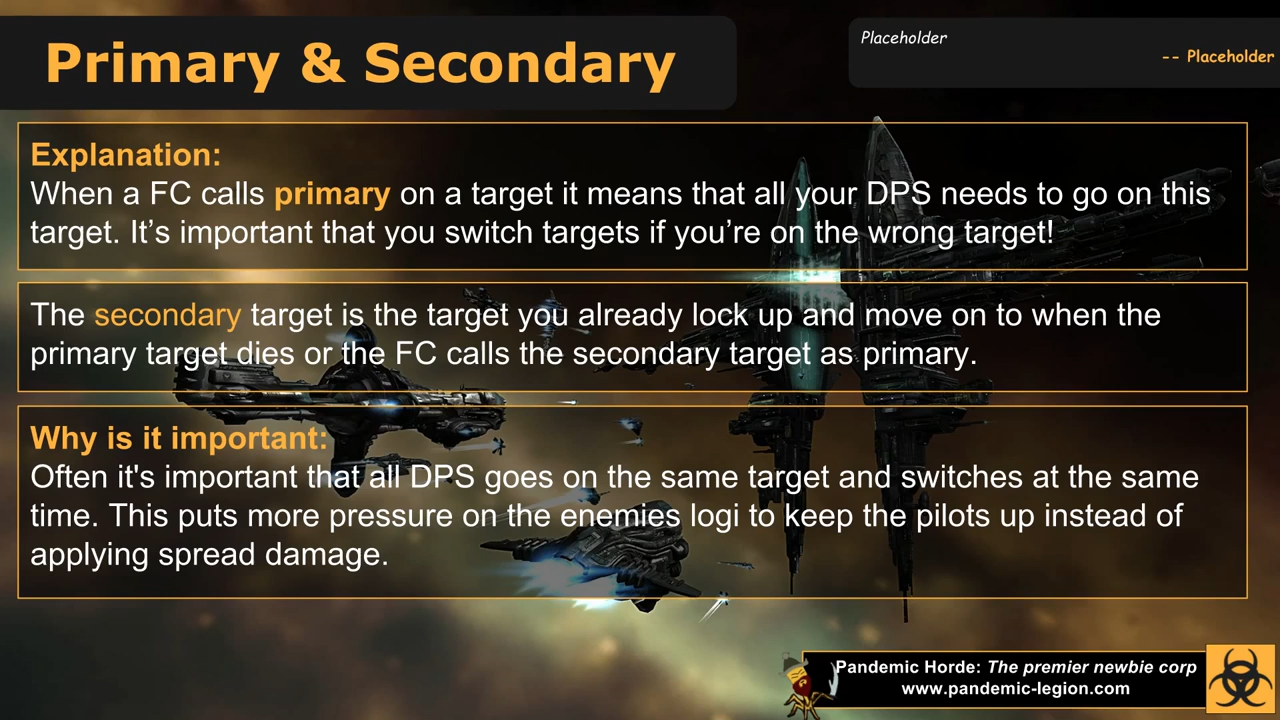 Primary & Secondary
Placeholder
-- Placeholder
Explanation:
When a FC calls primary on a target it means that all your DPS needs to go on this
target. It’s important that you switch targets if you’re on the wrong target!
The secondary target is the target you already lock up and move on to when the
primary target dies or the FC calls the secondary target as primary.
Why is it important:
Often it's important that all DPS goes on the same target and switches at the same
time. This puts more pressure on the enemies logi to keep the pilots up instead of
applying spread damage.
Pandemic Horde: The premier newbie corp
www.pandemic-legion.com